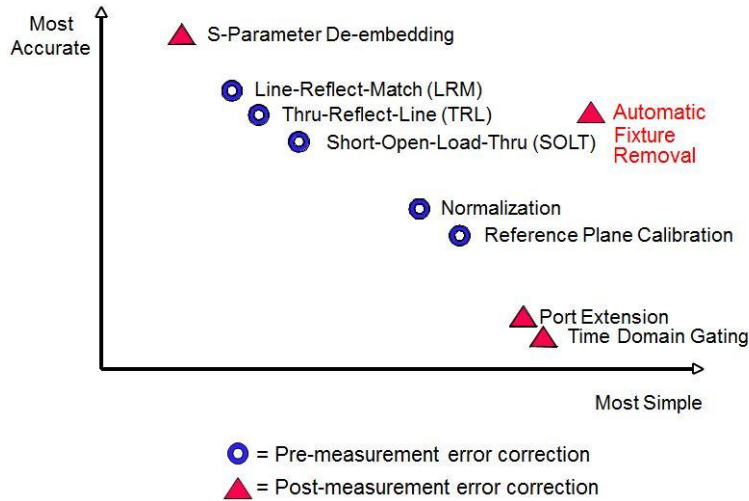 Most
Accurate
S-Parameter De-embedding
Line-Reflect-Match (LRM)
Thru-Reflect-Line (TRL)
Short-Open-Load-Thru (SOLT)
Automatic
Fixture
Removal
Normalization
Reference Plane Calibration
Port Extension
Time Domain Gating
Most Simple
= Pre-measurement error correction
= Post-measurement error correction